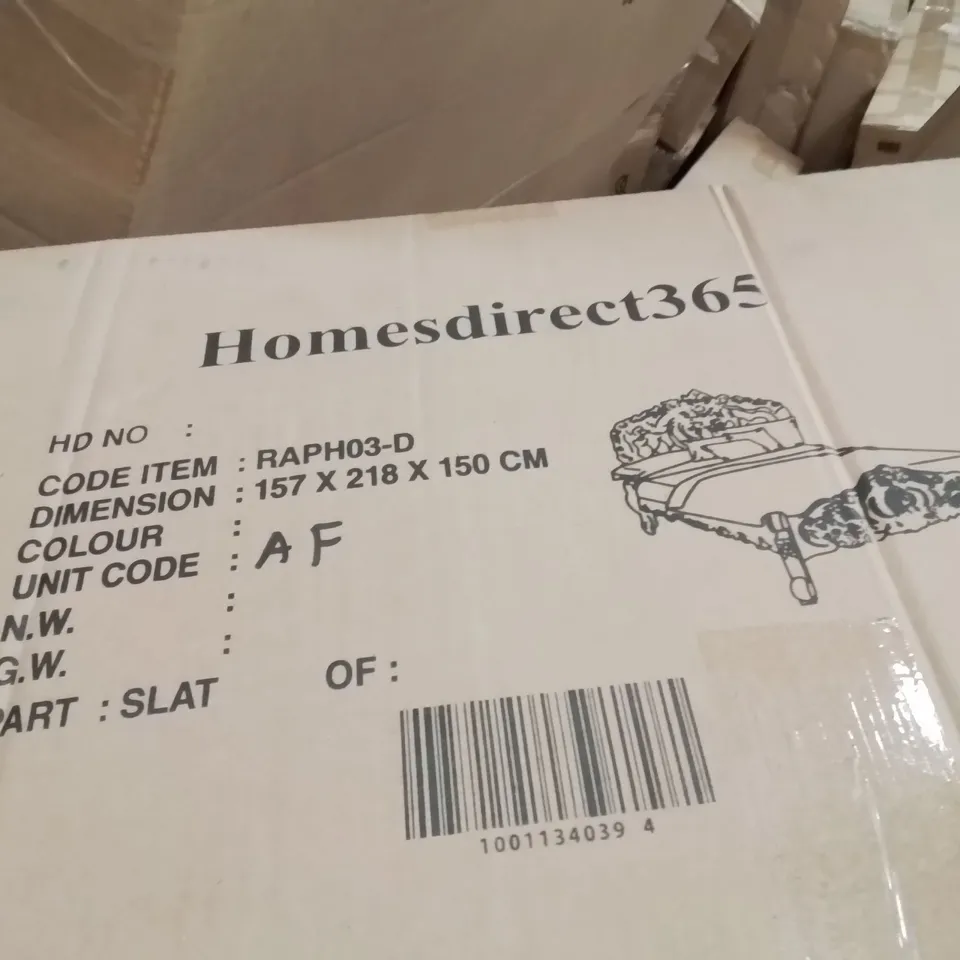 Homesdirect365
HD NO :
CODE ITEM : RAPH03-D
DIMENSION : 157 X 218 X 150 CM
COLOUR :
UNIT CODE : AF
N.W. :
G.W. :
PART : SLAT OF :
1001134039 4